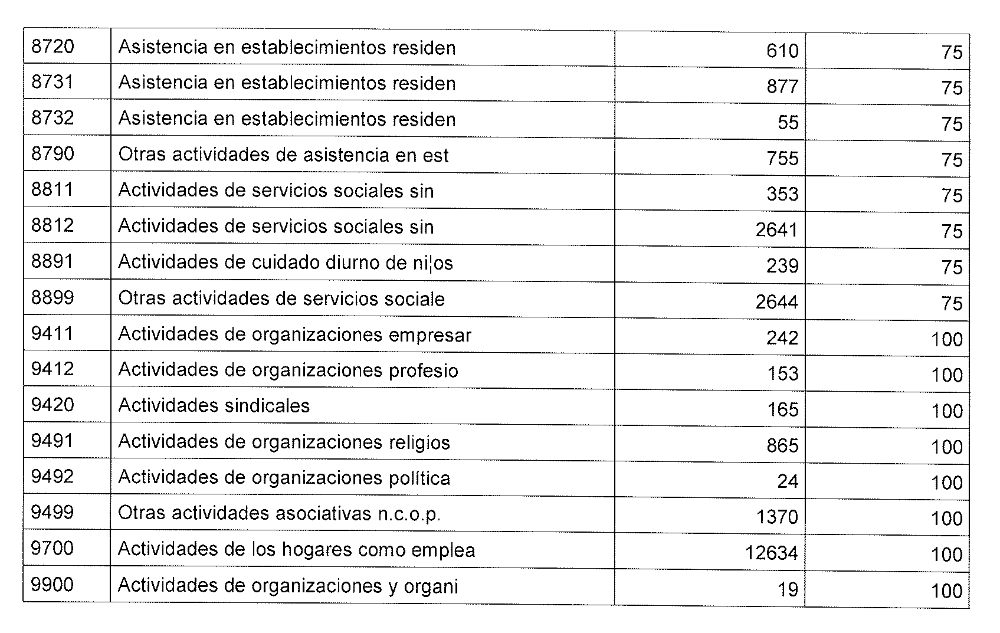 8720 Asistencia en establecimientos residen 610 75
8731 Asistencia en establecimientos residen 877 75
8732 Asistencia en establecimientos residen 55 75
8790 Otras actividades de asistencia en est 755 75
8811 Actividades de servicios sociales sin 353 75
8812 Actividades de servicios sociales sin 2641 75
8891 Actividades de cuidado diurno de ni¦os 239 75
8899 Otras actividades de servicios sociale 2644 75
9411 Actividades de organizaciones empresar 242 100
9412 Actividades de organizaciones profesio 153 100
9420 Actividades sindicales 165 100
9491 Actividades de organizaciones religios 865 100
9492 Actividades de organizaciones política 24 100
9499 Otras actividades asociativas n.c.o.p. 1370 100
9700 Actividades de los hogares como emplea 12634 100
9900 Actividades de organizaciones y organi 19 100